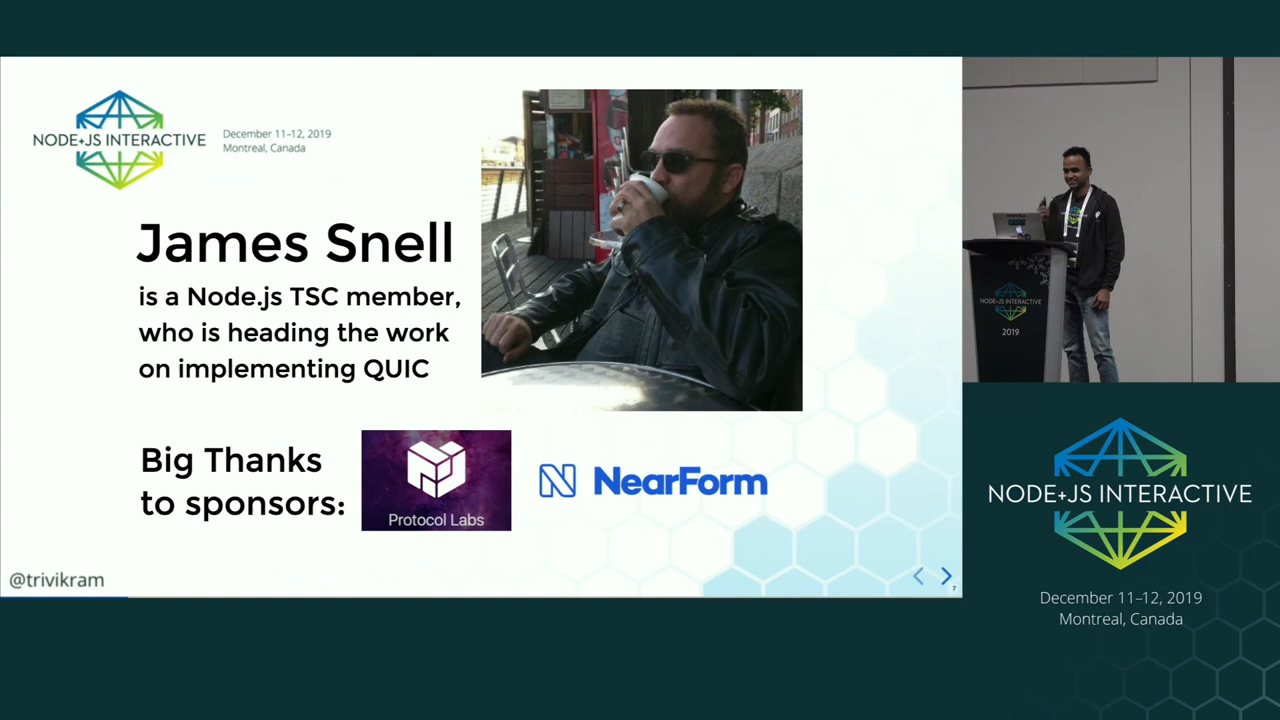 NODE+JS INTERACTIVE
December 11–12, 2019
Montreal, Canada
James Snell
is a Node.js TSC member,
who is heading the work
on implementing QUIC
Big Thanks
to sponsors:
Protocol Labs
NearForm
@trivikram
7
NODE+JS INTERACTIVE
2019
NODE+JS INTERACTIVE
December 11–12, 2019
Montreal, Canada